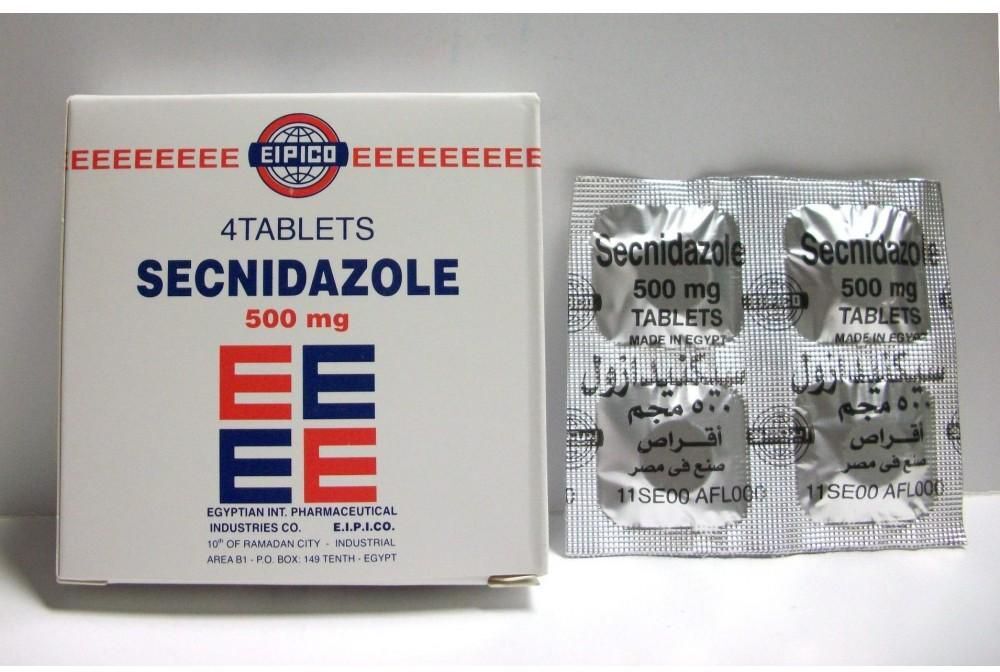 EEEEEEEE EIPICO EEEEEEEEE
4TABLETS
SECNIDAZOLE
500 mg
E E
E E
EGYPTIAN INT. PHARMACEUTICAL
INDUSTRIES CO. E.I.P.I.CO.
10th OF RAMADAN CITY - INDUSTRIAL
AREA B1 - P.O. BOX: 149 TENTH - EGYPT
Secnidazole
500 mg
TABLETS
MADE IN EGYPT
سيكنيدازول
٥٠٠ مجم
أقراص
صنع فى مصر
11SE00 AFL000
Secnidazole
500 mg
TABLETS
MADE IN EGYPT
سيكنيدازول
٥٠٠ مجم
أقراص
صنع فى مصر
11SE00 AFL000